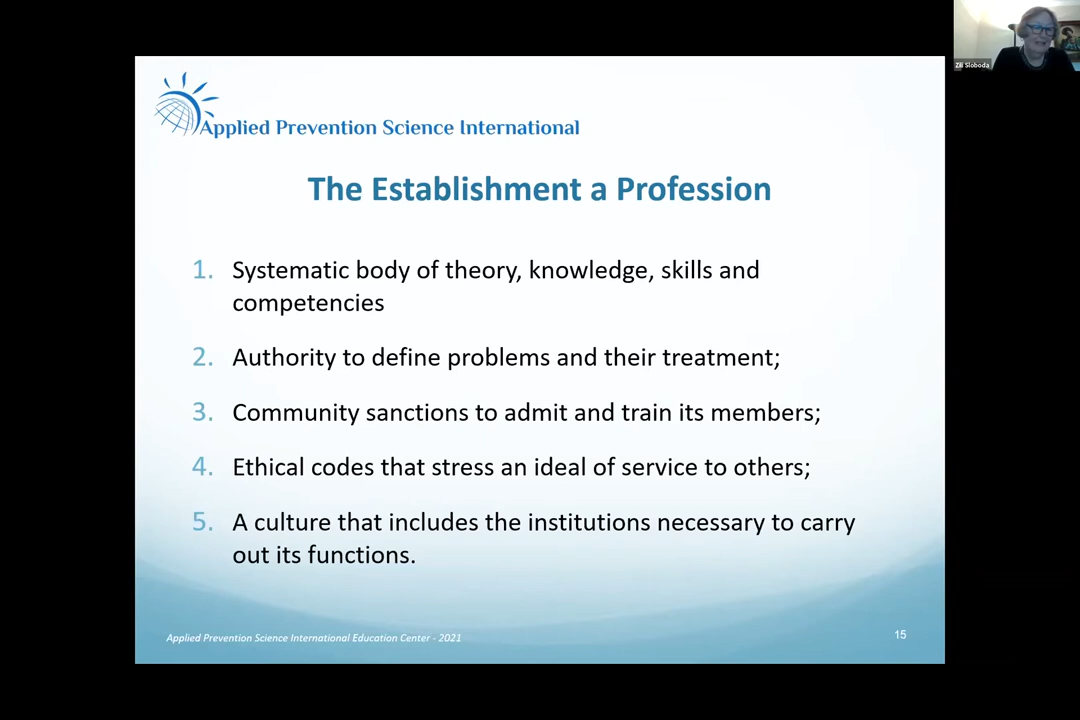 Zili Sloboda
Applied Prevention Science International
The Establishment a Profession
1. Systematic body of theory, knowledge, skills and
competencies
2. Authority to define problems and their treatment;
3. Community sanctions to admit and train its members;
4. Ethical codes that stress an ideal of service to others;
5. A culture that includes the institutions necessary to carry
out its functions.
Applied Prevention Science International Education Center - 2021
15